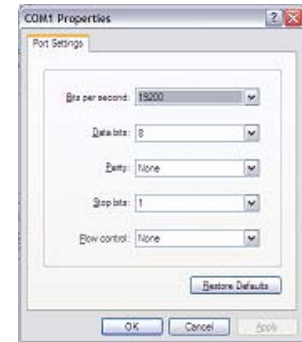 COM1 Properties
Port Settings
Bits per second: 19200
Data bits: 8
Parity: None
Stop bits: 1
Flow control: None
Restore Defaults
OK Cancel Apply